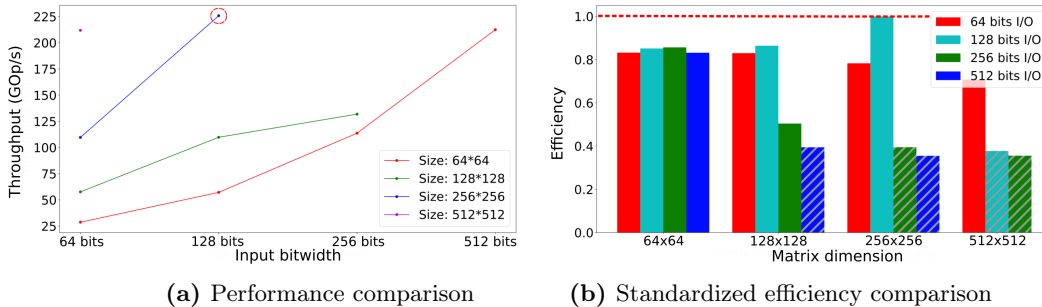 Throughput (GOp/s)
225
200
175
150
125
100
75
50
25
64 bits
128 bits
256 bits
512 bits
Input bitwidth
Size: 64*64
Size: 128*128
Size: 256*256
Size: 512*512
(a) Performance comparison
Efficiency
1.0
0.8
0.6
0.4
0.2
0.0
64x64
128x128
256x256
512x512
Matrix dimension
64 bits I/O
128 bits I/O
256 bits I/O
512 bits I/O
(b) Standardized efficiency comparison